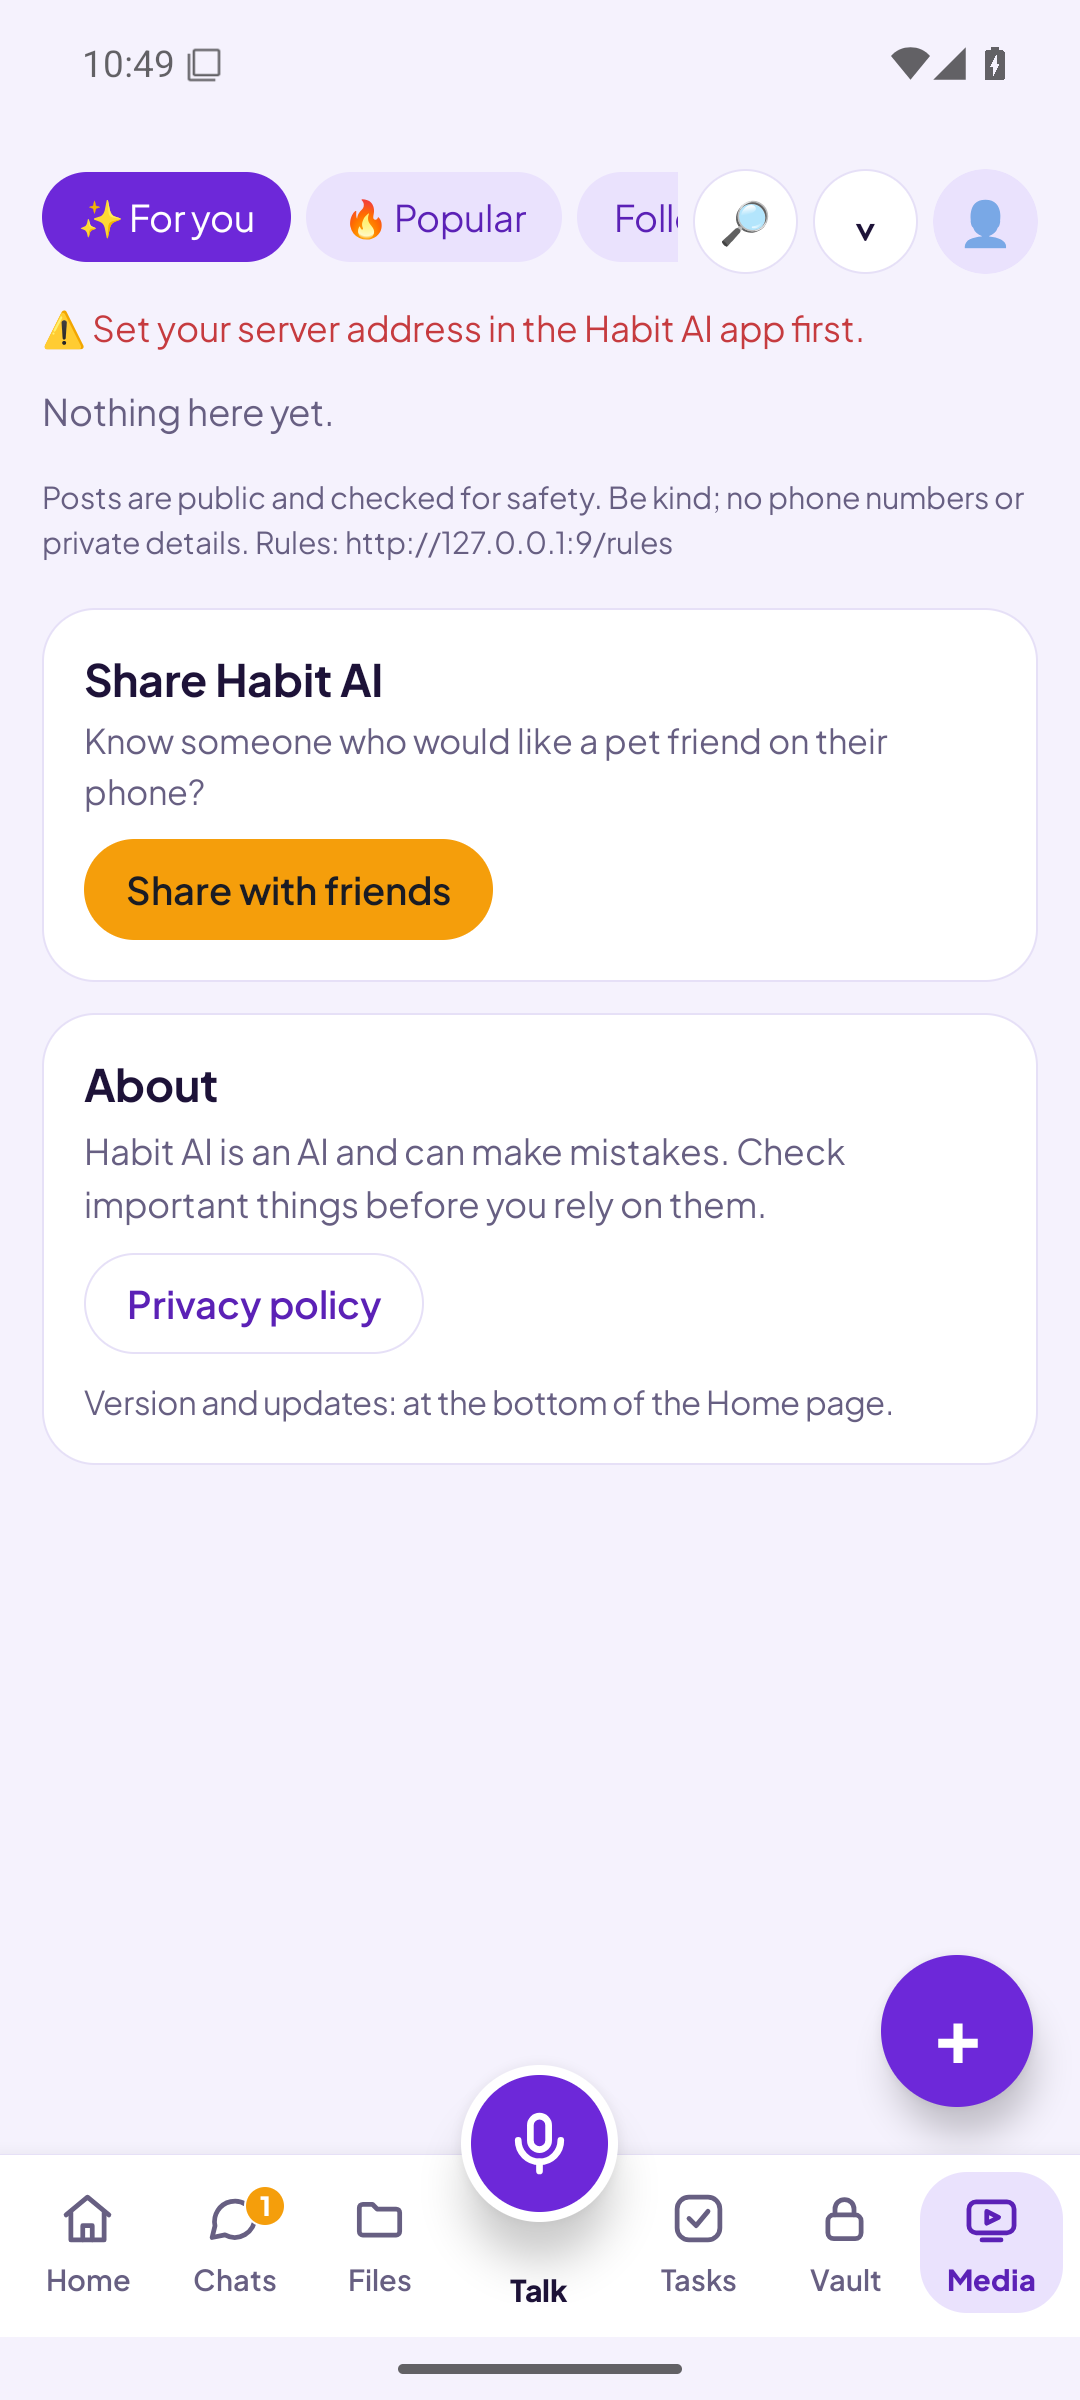 10:49
✨ For you
🔥 Popular
Foll
⚠️ Set your server address in the Habit AI app first.
Nothing here yet.
Posts are public and checked for safety. Be kind; no phone numbers or
private details. Rules: http://127.0.0.1:9/rules
Share Habit AI
Know someone who would like a pet friend on their
phone?
Share with friends
About
Habit AI is an AI and can make mistakes. Check
important things before you rely on them.
Privacy policy
Version and updates: at the bottom of the Home page.
+
1
Home
Chats
Files
Talk
Tasks
Vault
Media